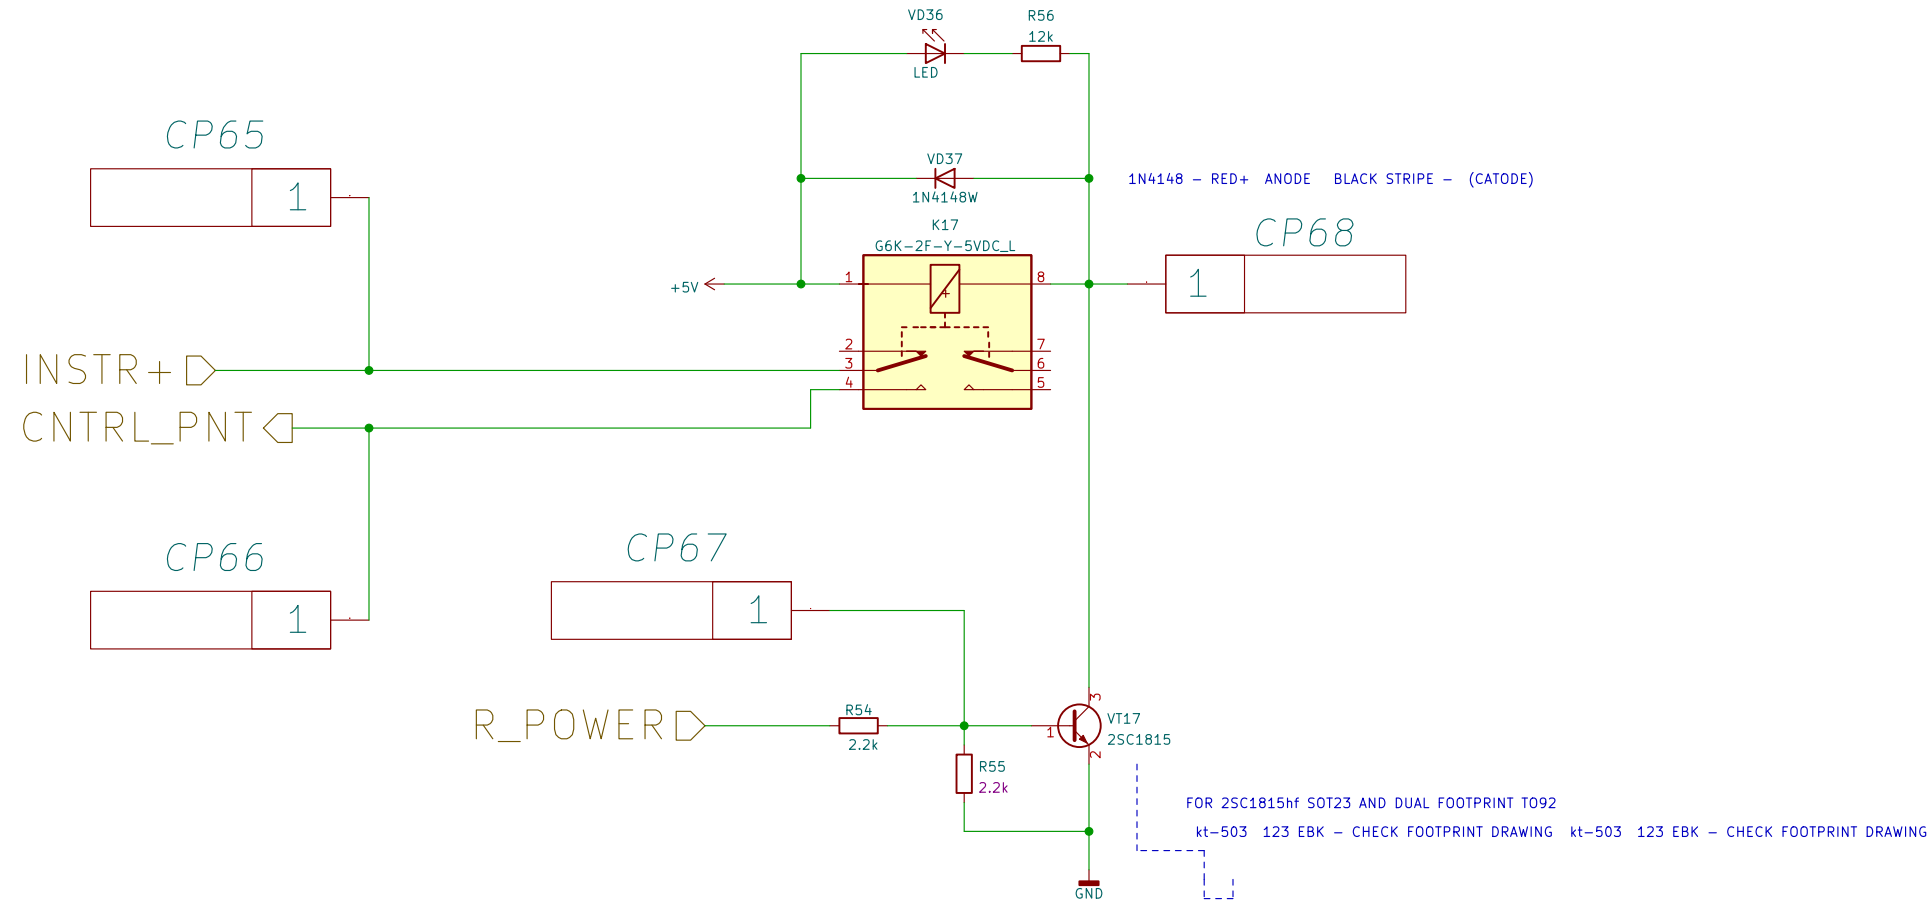 VD36
R56
12k
LED
CP65
1
VD37
1N4148W
1N4148 - RED+ ANODE BLACK STRIPE - (CATODE)
K17
G6K-2F-Y-5VDC_L
CP68
1
+5V
1
8
2
7
3
6
4
5
INSTR+
CNTRL_PNT
CP66
1
CP67
1
R_POWER
R54
2.2k
3
VT17
2SC1815
1
2
R55
2.2k
FOR 2SC1815hf SOT23 AND DUAL FOOTPRINT TO92
kt-503 123 EBK - CHECK FOOTPRINT DRAWING kt-503 123 EBK - CHECK FOOTPRINT DRAWING
GND